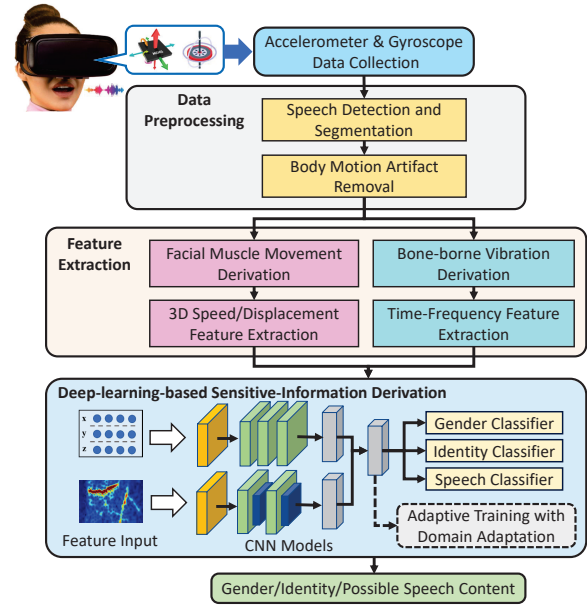 Accelerometer & Gyroscope
Data Collection
Data
Preprocessing
Speech Detection and
Segmentation
Body Motion Artifact
Removal
Feature
Extraction
Facial Muscle Movement
Derivation
Bone-borne Vibration
Derivation
3D Speed/Displacement
Feature Extraction
Time-Frequency Feature
Extraction
Deep-learning-based Sensitive-Information Derivation
x
y
z
Gender Classifier
Identity Classifier
Speech Classifier
Adaptive Training with
Domain Adaptation
Feature Input
CNN Models
Gender/Identity/Possible Speech Content